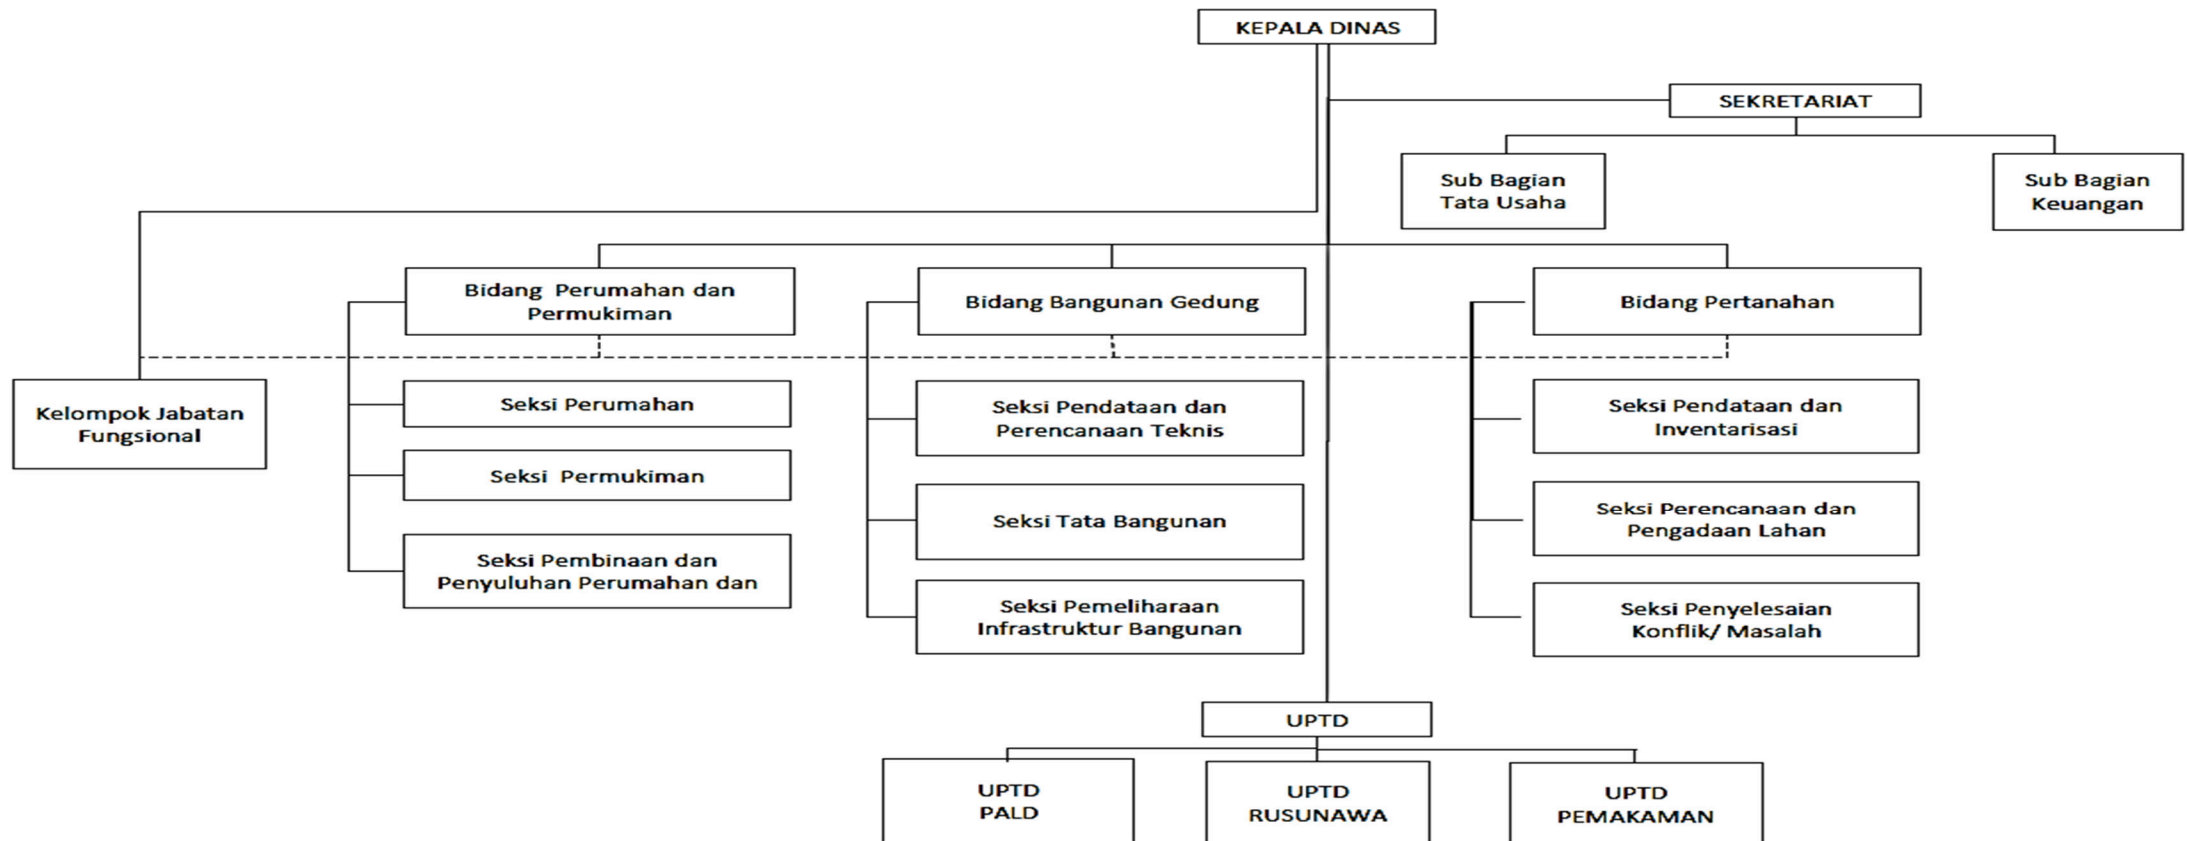 KEPALA DINAS
SEKRETARIAT
Sub Bagian
Tata Usaha
Sub Bagian
Keuangan
Bidang Perumahan dan
Permukiman
Bidang Bangunan Gedung
Bidang Pertanahan
Kelompok Jabatan
Fungsional
Seksi Perumahan
Seksi Permukiman
Seksi Pembinaan dan
Penyuluhan Perumahan dan
Seksi Pendataan dan
Perencanaan Teknis
Seksi Tata Bangunan
Seksi Pemeliharaan
Infrastruktur Bangunan
Seksi Pendataan dan
Inventarisasi
Seksi Perencanaan dan
Pengadaan Lahan
Seksi Penyelesaian
Konflik/ Masalah
UPTD
UPTD
PALD
UPTD
RUSUNAWA
UPTD
PEMAKAMAN